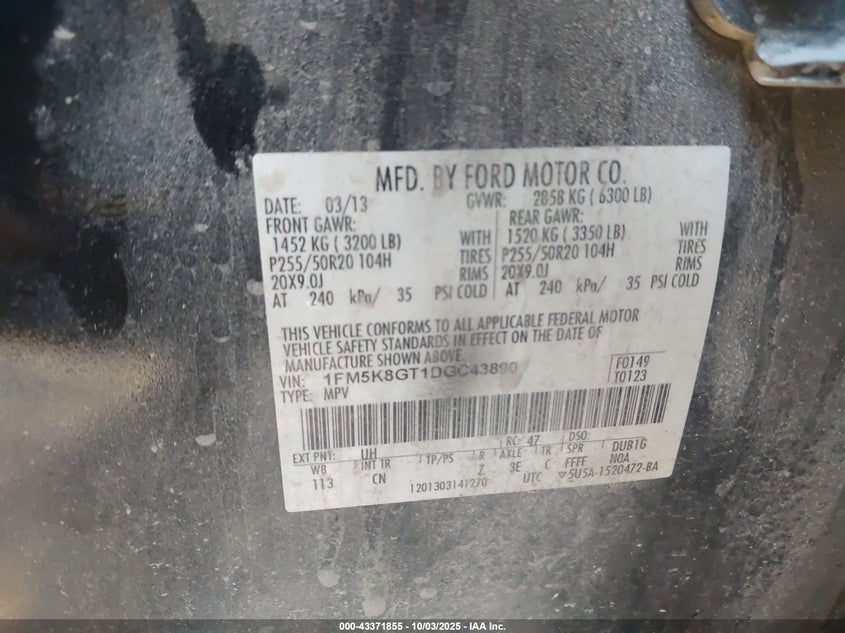 MFD. BY FORD MOTOR CO.
DATE: 03/13 GVWR: 2858 KG ( 6300 LB)
FRONT GAWR: REAR GAWR:
1452 KG ( 3200 LB) WITH 1520 KG ( 3350 LB) WITH
P255/50R20 104H TIRES P255/50R20 104H TIRES
20X9.0J RIMS 20X9.0J RIMS
AT 240 kPa/ 35 PSI COLD AT 240 kPa/ 35 PSI COLD
THIS VEHICLE CONFORMS TO ALL APPLICABLE FEDERAL MOTOR
VEHICLE SAFETY STANDARDS IN EFFECT ON THE DATE OF
MANUFACTURE SHOWN ABOVE.
VIN: 1FM5K8GT1DGC43890 F0149
TYPE: MPV T0123
EXT PNT: UH RC: 47 DSO: DUB1G
WB INT TR TP/PS R AXLE TR SPR NOA
113 CN Z 3E C FFFF
1201303141270 UTC 5U5A-1520472-BA
000-43371855 - 10/03/2025 - IAA Inc.